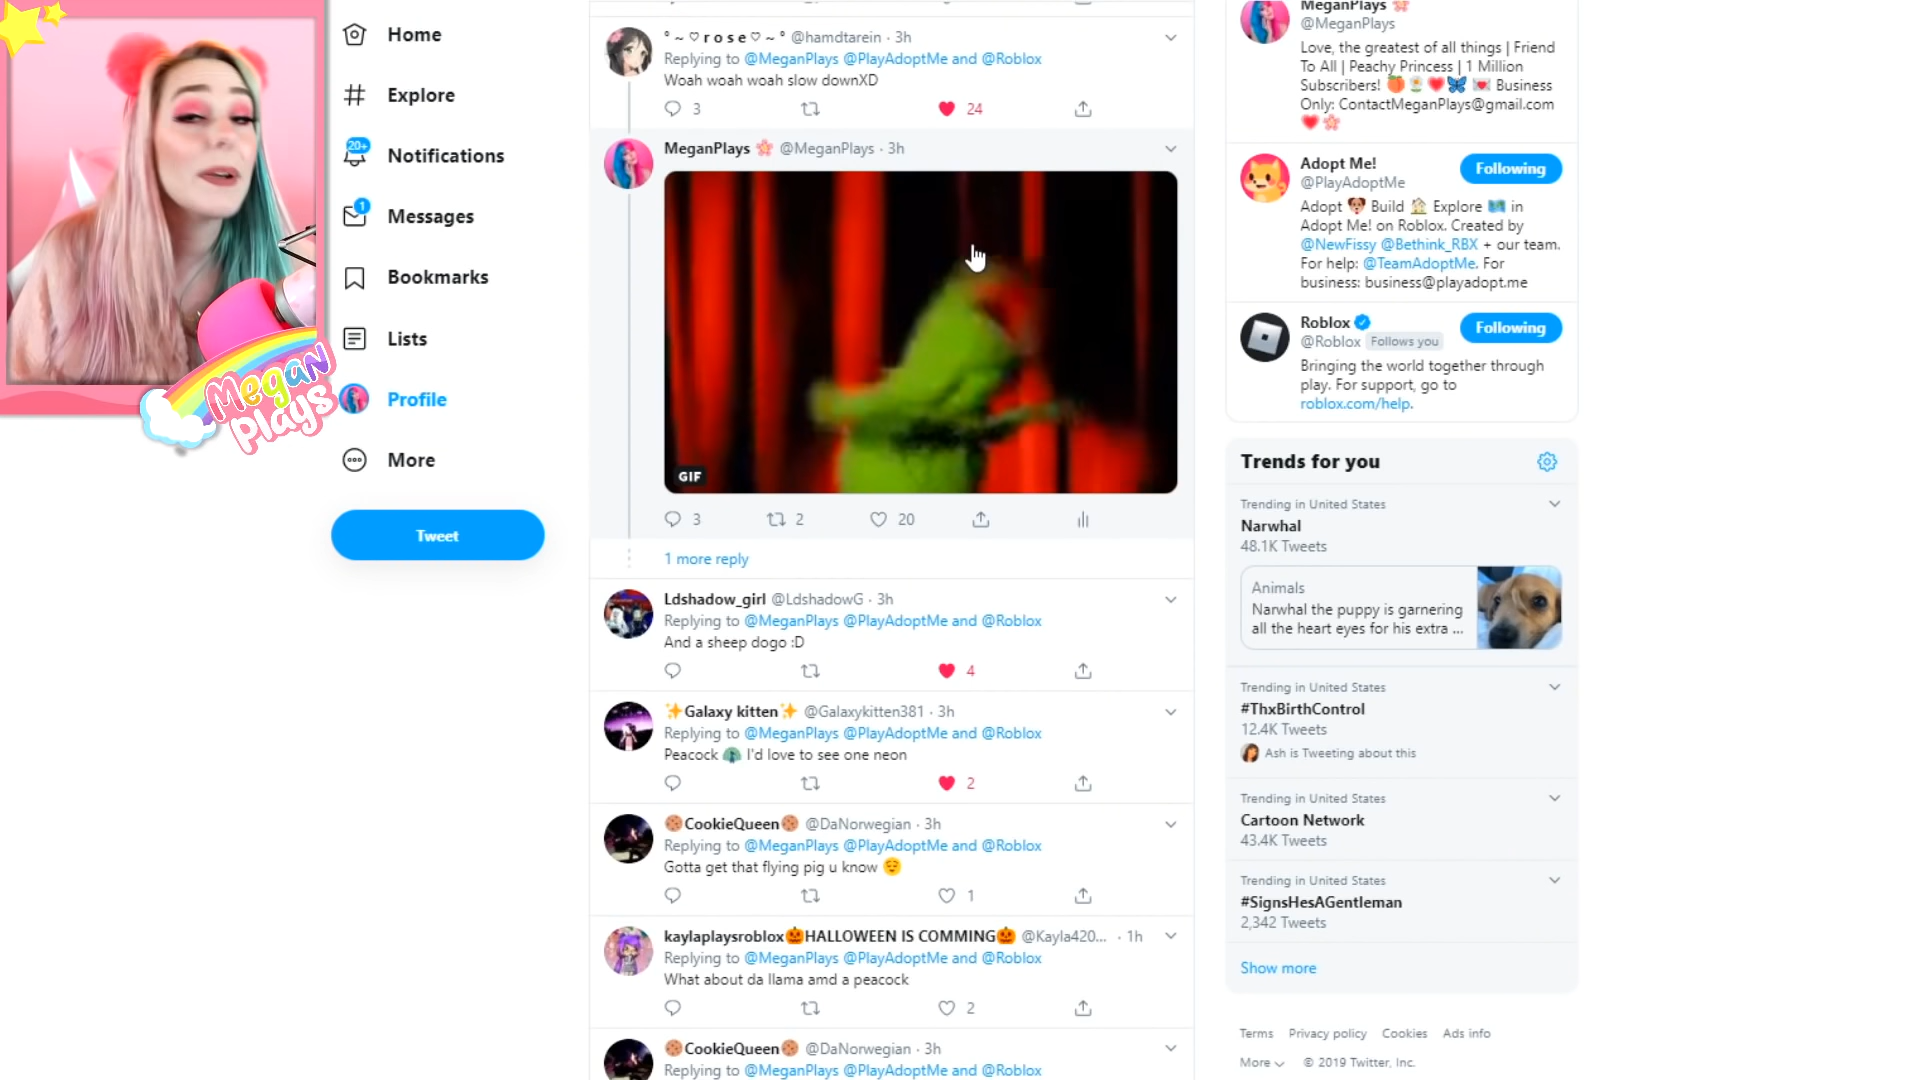 Megan
Plays
Home
Explore
20+
Notifications
1
Messages
Bookmarks
Lists
Profile
More
Tweet
° ~ ♡ r o s e ♡ ~ ° @hamdtarein · 3h
Replying to @MeganPlays @PlayAdoptMe and @Roblox
Woah woah woah slow downXD
3
24
MeganPlays 🌸 @MeganPlays · 3h
GIF
3
2
20
1 more reply
Ldshadow_girl @LdshadowG · 3h
Replying to @MeganPlays @PlayAdoptMe and @Roblox
And a sheep dogo :D
4
✨Galaxy kitten✨ @Galaxykitten381 · 3h
Replying to @MeganPlays @PlayAdoptMe and @Roblox
Peacock 🦚 I'd love to see one neon
2
🍪CookieQueen🍪 @DaNorwegian · 3h
Replying to @MeganPlays @PlayAdoptMe and @Roblox
Gotta get that flying pig u know 😌
1
kaylaplaysroblox🎃HALLOWEEN IS COMMING🎃 @Kayla420... · 1h
Replying to @MeganPlays @PlayAdoptMe and @Roblox
What about da llama amd a peacock
2
🍪CookieQueen🍪 @DaNorwegian · 3h
Replying to @MeganPlays @PlayAdoptMe and @Roblox
MeganPlays 🌸
@MeganPlays
Love, the greatest of all things | Friend
To All | Peachy Princess | 1 Million
Subscribers! 🍑 ❤️🦋 💌 Business
Only: ContactMeganPlays@gmail.com
❤️🌸
Adopt Me!
Following
@PlayAdoptMe
Adopt 🐶 Build 🏠 Explore 🗺️ in
Adopt Me! on Roblox. Created by
@NewFissy @Bethink_RBX + our team.
For help: @TeamAdoptMe. For
business: business@playadopt.me
Roblox
Following
@Roblox Follows you
Bringing the world together through
play. For support, go to
roblox.com/help.
Trends for you
Trending in United States
Narwhal
48.1K Tweets
Animals
Narwhal the puppy is garnering
all the heart eyes for his extra ...
Trending in United States
#ThxBirthControl
12.4K Tweets
Ash is Tweeting about this
Trending in United States
Cartoon Network
43.4K Tweets
Trending in United States
#SignsHesAGentleman
2,342 Tweets
Show more
Terms Privacy policy Cookies Ads info
More © 2019 Twitter, Inc.